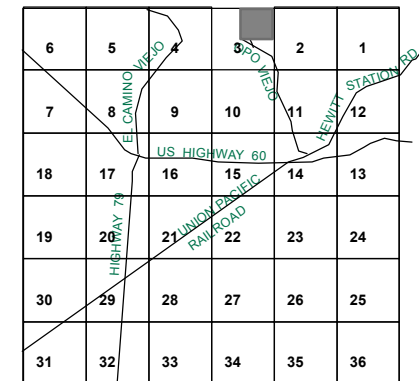 6 5 4 3 2 1
EL CAMINO VIEJO
OPO VIEJO
HEWITT STATION RD
7 8 9 10 11 12
US HIGHWAY 60
18 17 16 15 14 13
HIGHWAY 79
UNION PACIFIC
RAILROAD
19 20 21 22 23 24
30 29 28 27 26 25
31 32 33 34 35 36